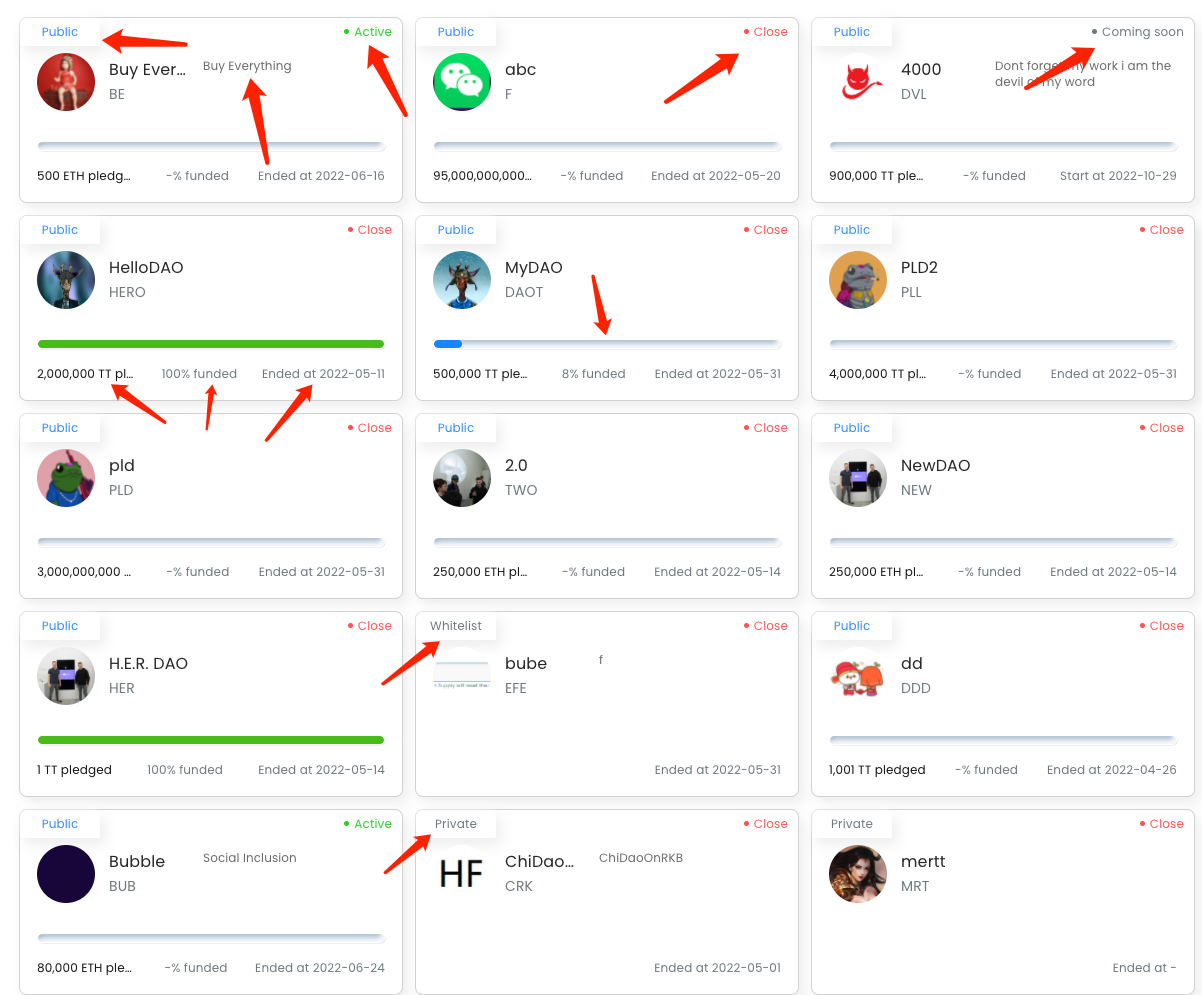 Public
Active
Buy Ever...
Buy Everything
BE
500 ETH pledg...
-% funded
Ended at 2022-06-16
Public
Close
abc
F
95,000,000,000...
-% funded
Ended at 2022-05-20
Public
Coming soon
4000
Dont forget my work i am the
devil of my word
DVL
900,000 TT ple...
-% funded
Start at 2022-10-29
Public
Close
HelloDAO
HERO
2,000,000 TT pl...
100% funded
Ended at 2022-05-11
Public
Close
MyDAO
DAOT
500,000 TT ple...
8% funded
Ended at 2022-05-31
Public
Close
PLD2
PLL
4,000,000 TT pl...
-% funded
Ended at 2022-05-31
Public
Close
pld
PLD
3,000,000,000 ...
-% funded
Ended at 2022-05-31
Public
Close
2.0
TWO
250,000 ETH pl...
-% funded
Ended at 2022-05-14
Public
Close
NewDAO
NEW
250,000 ETH pl...
-% funded
Ended at 2022-05-14
Public
Close
H.E.R. DAO
HER
1 TT pledged
100% funded
Ended at 2022-05-14
Whitelist
Close
bube
f
EFE
Ended at 2022-05-31
Public
Close
dd
DDD
1,001 TT pledged
-% funded
Ended at 2022-04-26
Public
Active
Bubble
Social Inclusion
BUB
80,000 ETH ple...
-% funded
Ended at 2022-06-24
Private
Close
HF
ChiDao...
ChiDaoOnRKB
CRK
Ended at 2022-05-01
Private
Close
mertt
MRT
Ended at -